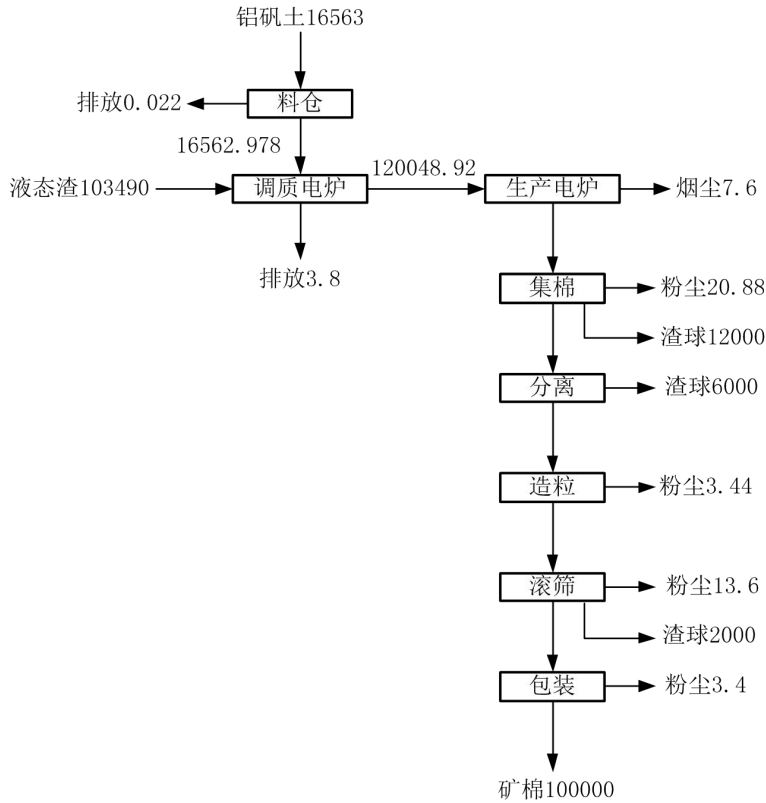 铝矾土16563
排放0.022
料仓
16562.978
120048.92
液态渣103490
调质电炉
生产电炉
烟尘7.6
排放3.8
集棉
粉尘20.88
渣球12000
分离
渣球6000
造粒
粉尘3.44
滚筛
粉尘13.6
渣球2000
包装
粉尘3.4
矿棉100000